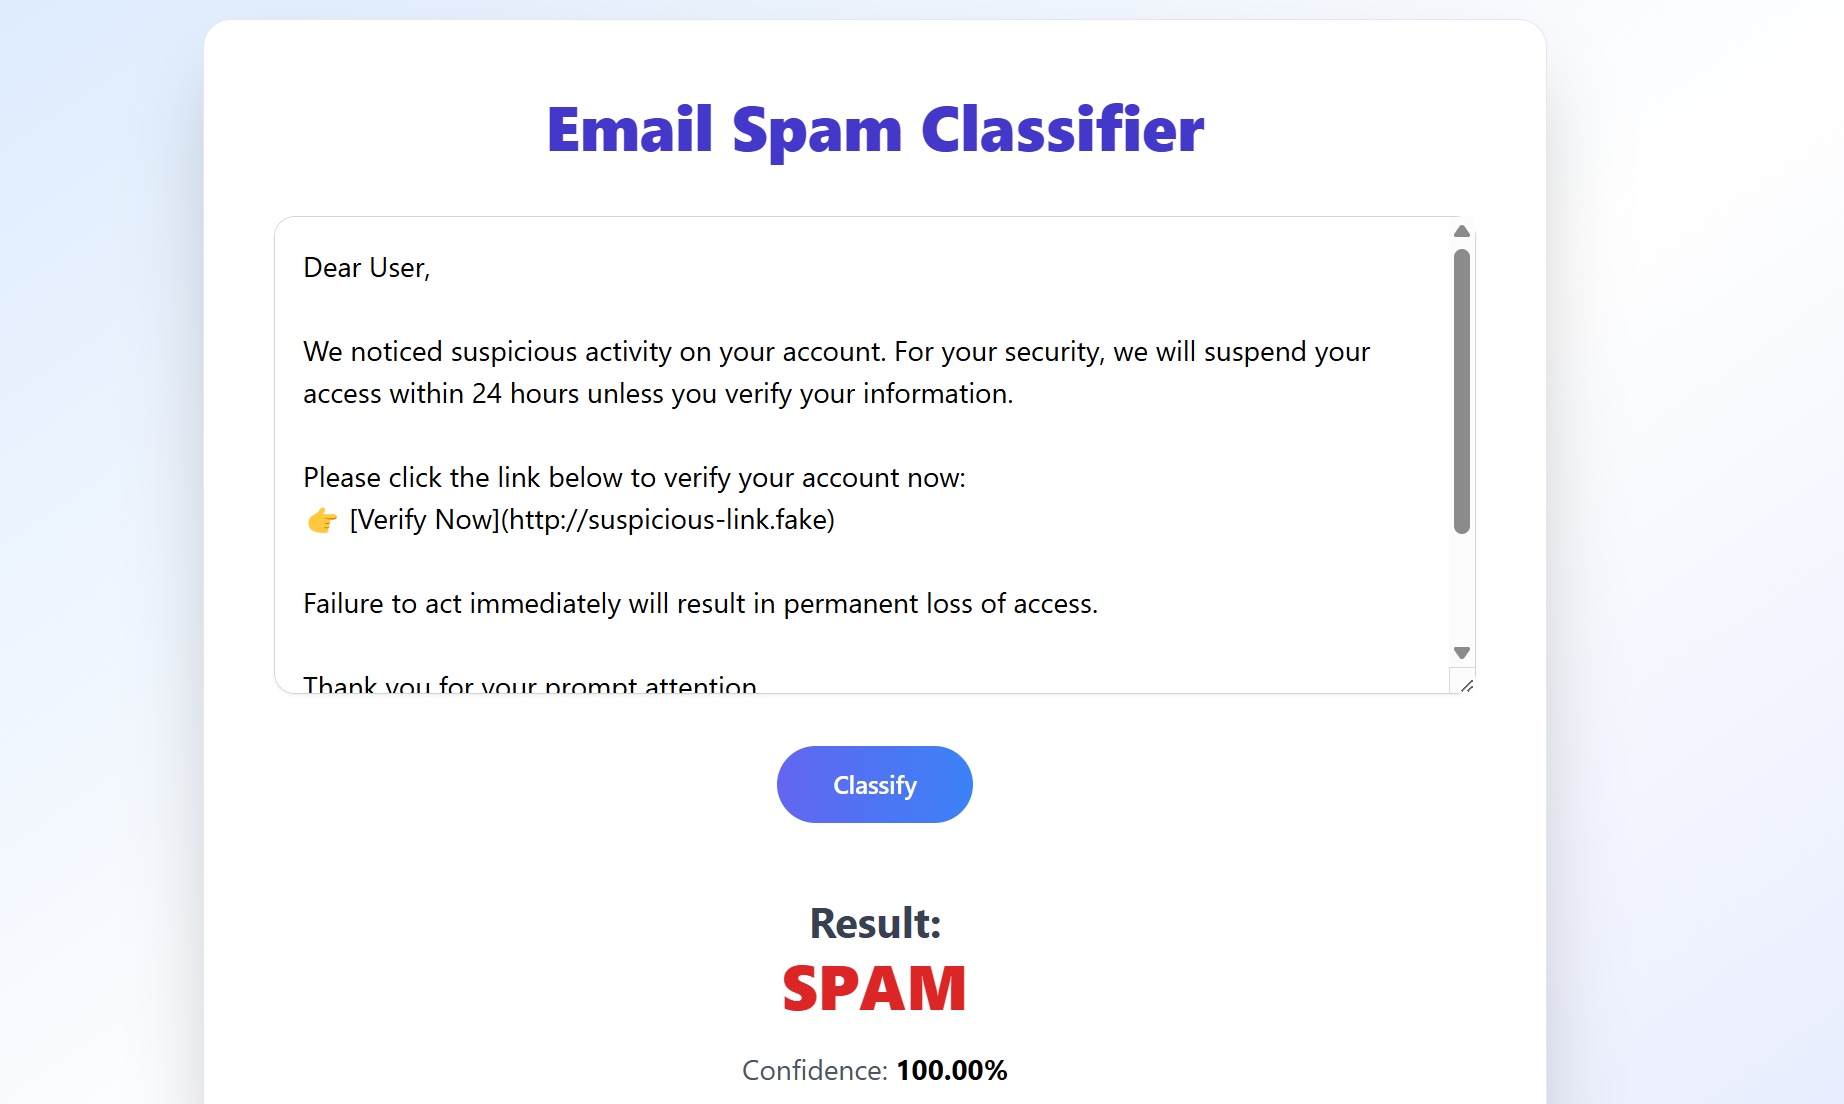 Email Spam Classifier
Dear User,
We noticed suspicious activity on your account. For your security, we will suspend your
access within 24 hours unless you verify your information.
Please click the link below to verify your account now:
👉 [Verify Now](http://suspicious-link.fake)
Failure to act immediately will result in permanent loss of access.
Thank you for your prompt attention
Classify
Result:
SPAM
Confidence: 100.00%